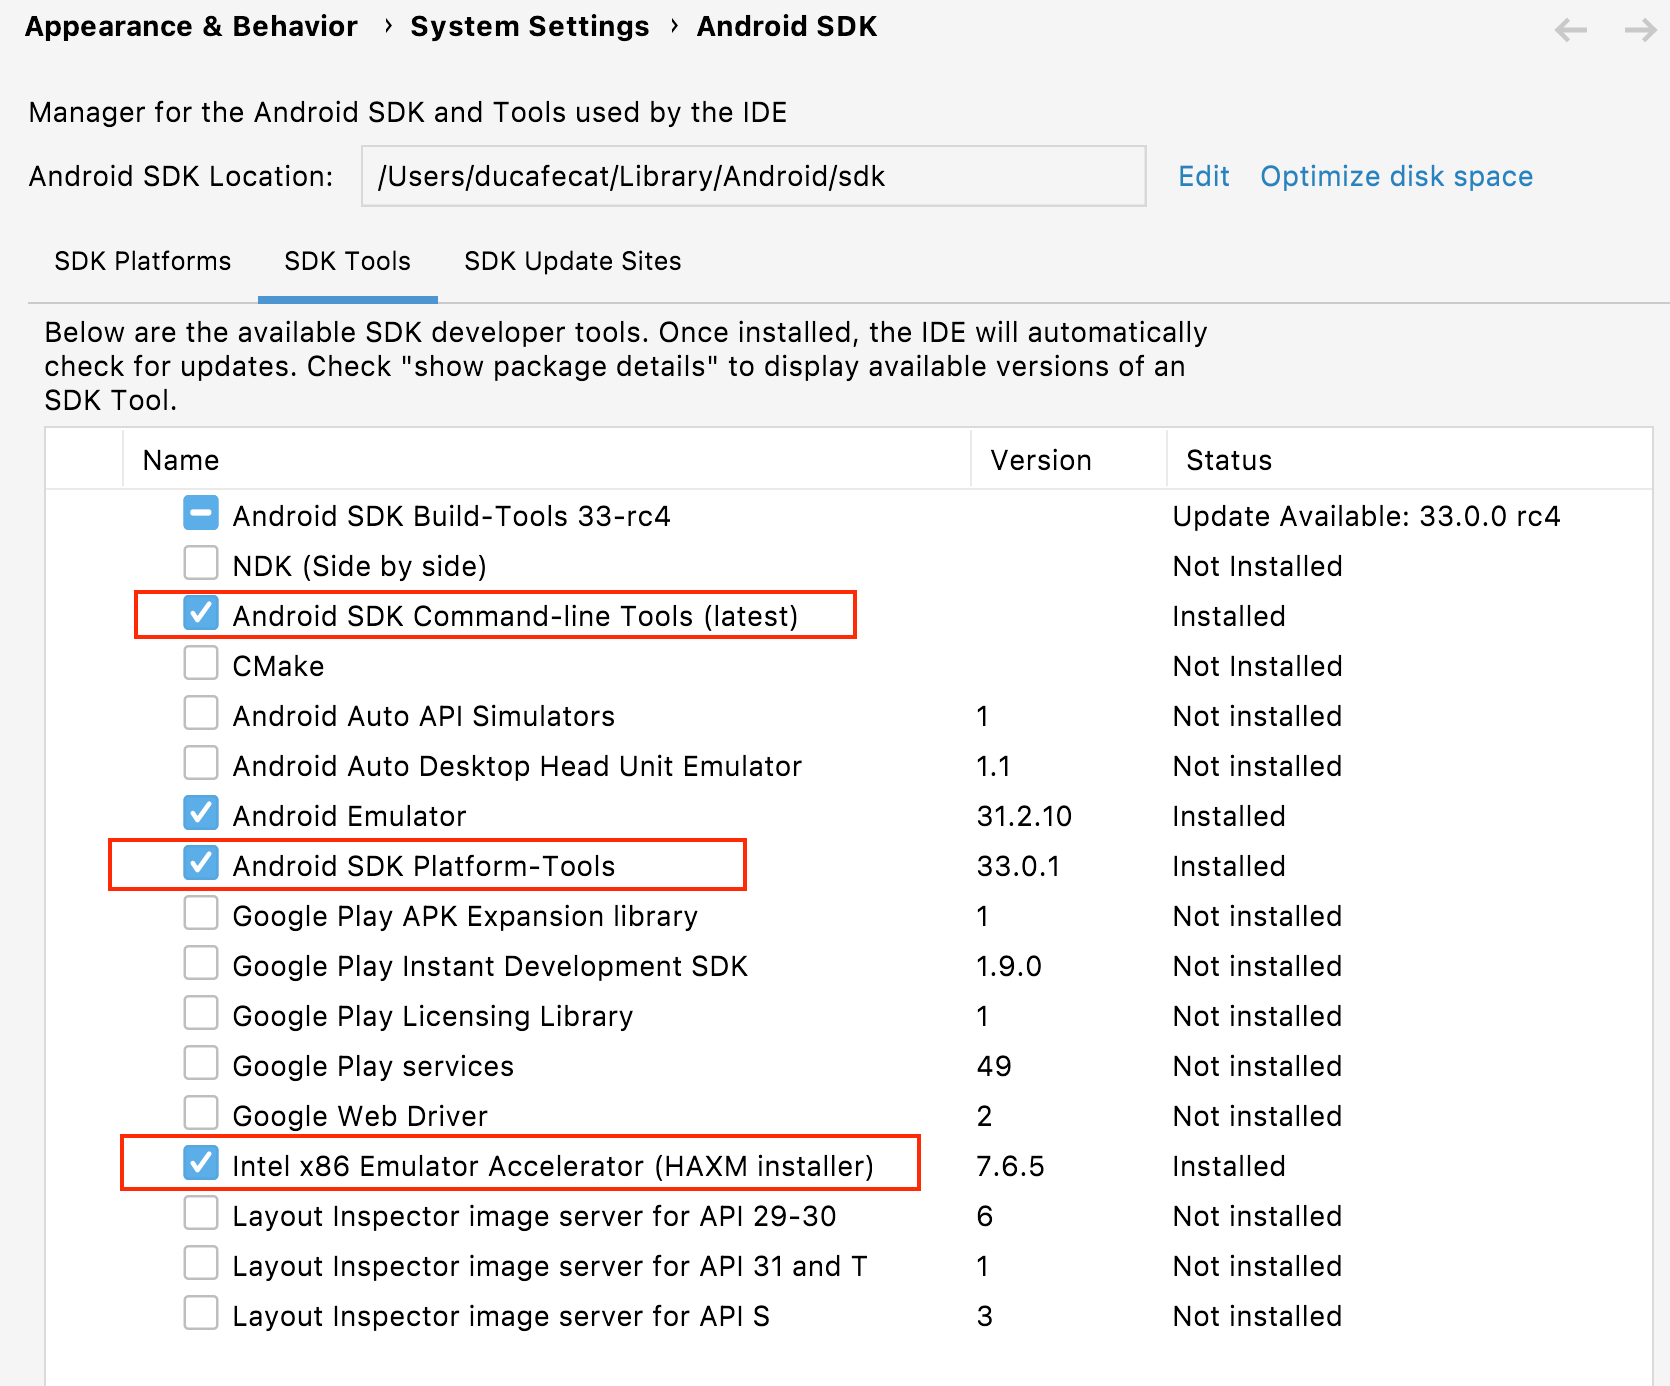 Appearance & Behavior › System Settings › Android SDK
Manager for the Android SDK and Tools used by the IDE
Android SDK Location: /Users/ducafecat/Library/Android/sdk Edit Optimize disk space
SDK Platforms SDK Tools SDK Update Sites
Below are the available SDK developer tools. Once installed, the IDE will automatically
check for updates. Check "show package details" to display available versions of an
SDK Tool.
Name Version Status
Android SDK Build-Tools 33-rc4 Update Available: 33.0.0 rc4
NDK (Side by side) Not Installed
Android SDK Command-line Tools (latest) Installed
CMake Not Installed
Android Auto API Simulators 1 Not installed
Android Auto Desktop Head Unit Emulator 1.1 Not installed
Android Emulator 31.2.10 Installed
Android SDK Platform-Tools 33.0.1 Installed
Google Play APK Expansion library 1 Not installed
Google Play Instant Development SDK 1.9.0 Not installed
Google Play Licensing Library 1 Not installed
Google Play services 49 Not installed
Google Web Driver 2 Not installed
Intel x86 Emulator Accelerator (HAXM installer) 7.6.5 Installed
Layout Inspector image server for API 29-30 6 Not installed
Layout Inspector image server for API 31 and T 1 Not installed
Layout Inspector image server for API S 3 Not installed